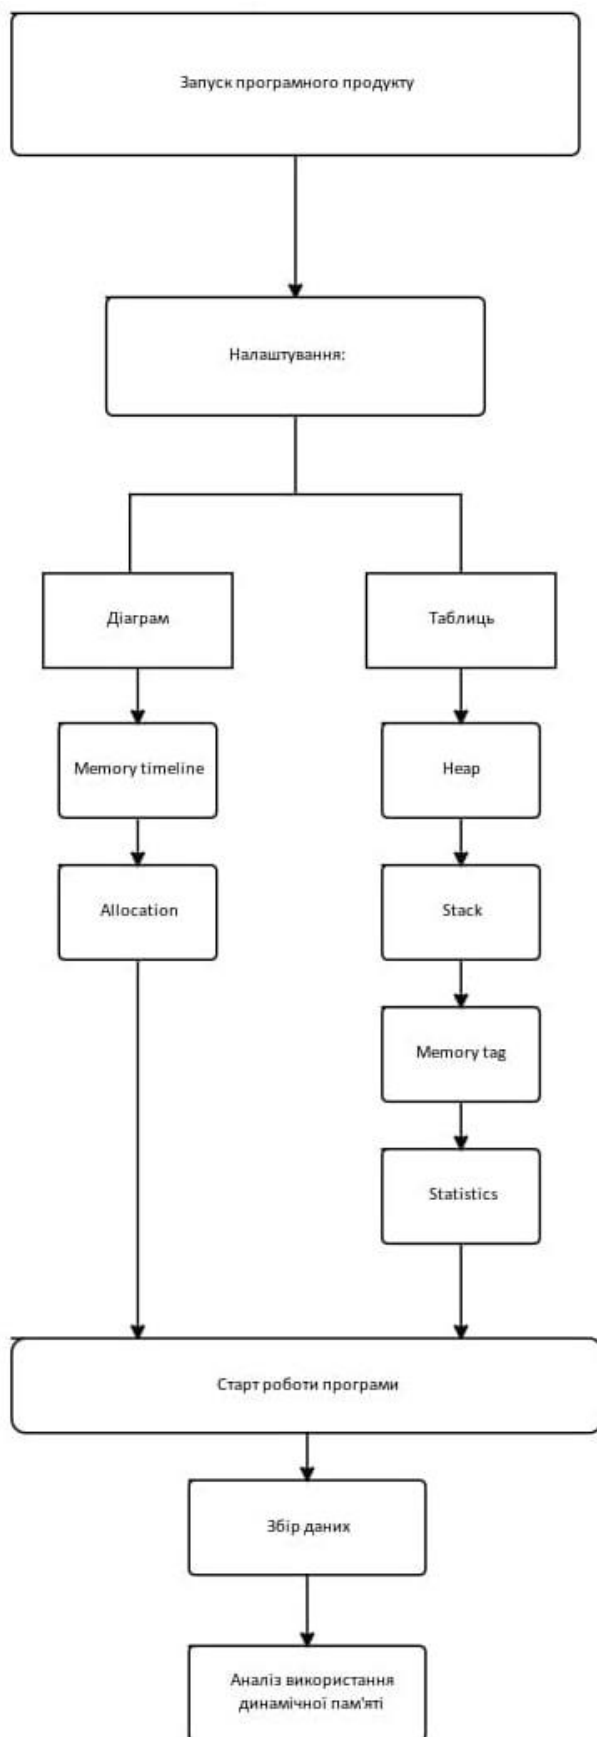 Запуск програмного продукту
Налаштування:
Діаграм
Таблиць
Memory timeline
Heap
Allocation
Stack
Memory tag
Statistics
Старт роботи програми
Збір даних
Аналіз використання
динамічної пам'яті